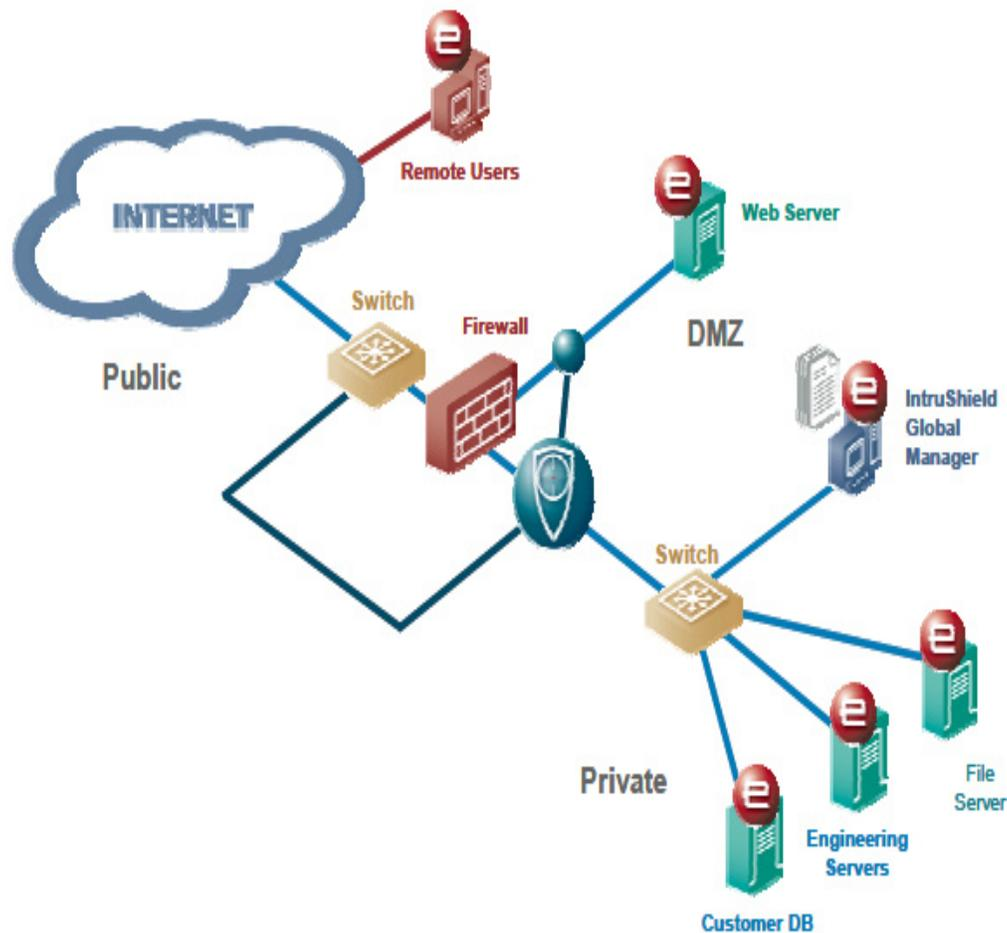 e
Remote Users
INTERNET
e
Web Server
Switch
Firewall
DMZ
Public
e
IntruShield
Global
Manager
Switch
e
File
Server
e
Private
Engineering
Servers
e
Customer DB